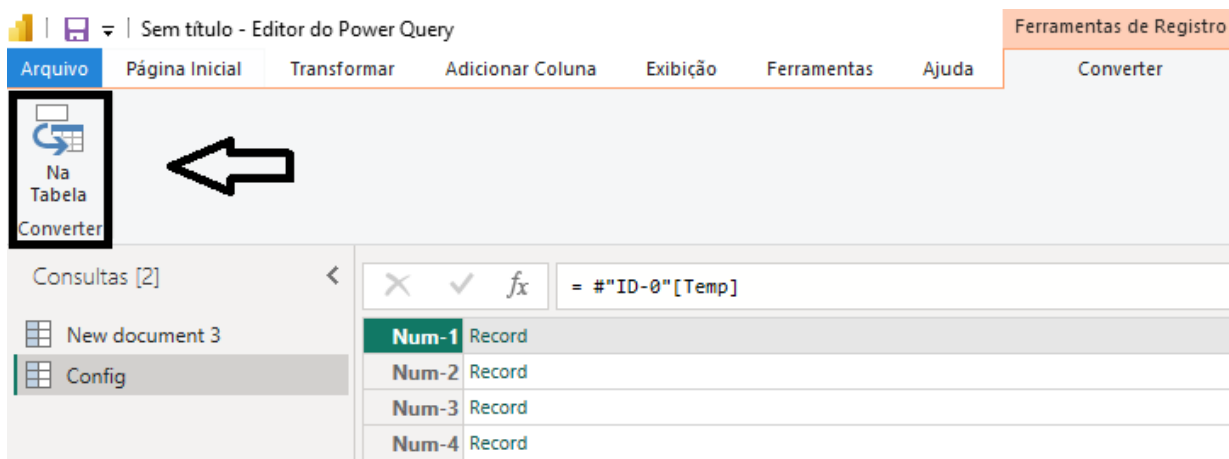 Sem título - Editor do Power Query
Ferramentas de Registro
Arquivo Página Inicial Transformar Adicionar Coluna Exibição Ferramentas Ajuda Converter
Na
Tabela
Converter
Consultas [2]
fx = #"ID-0"[Temp]
New document 3
Config
Num-1 Record
Num-2 Record
Num-3 Record
Num-4 Record